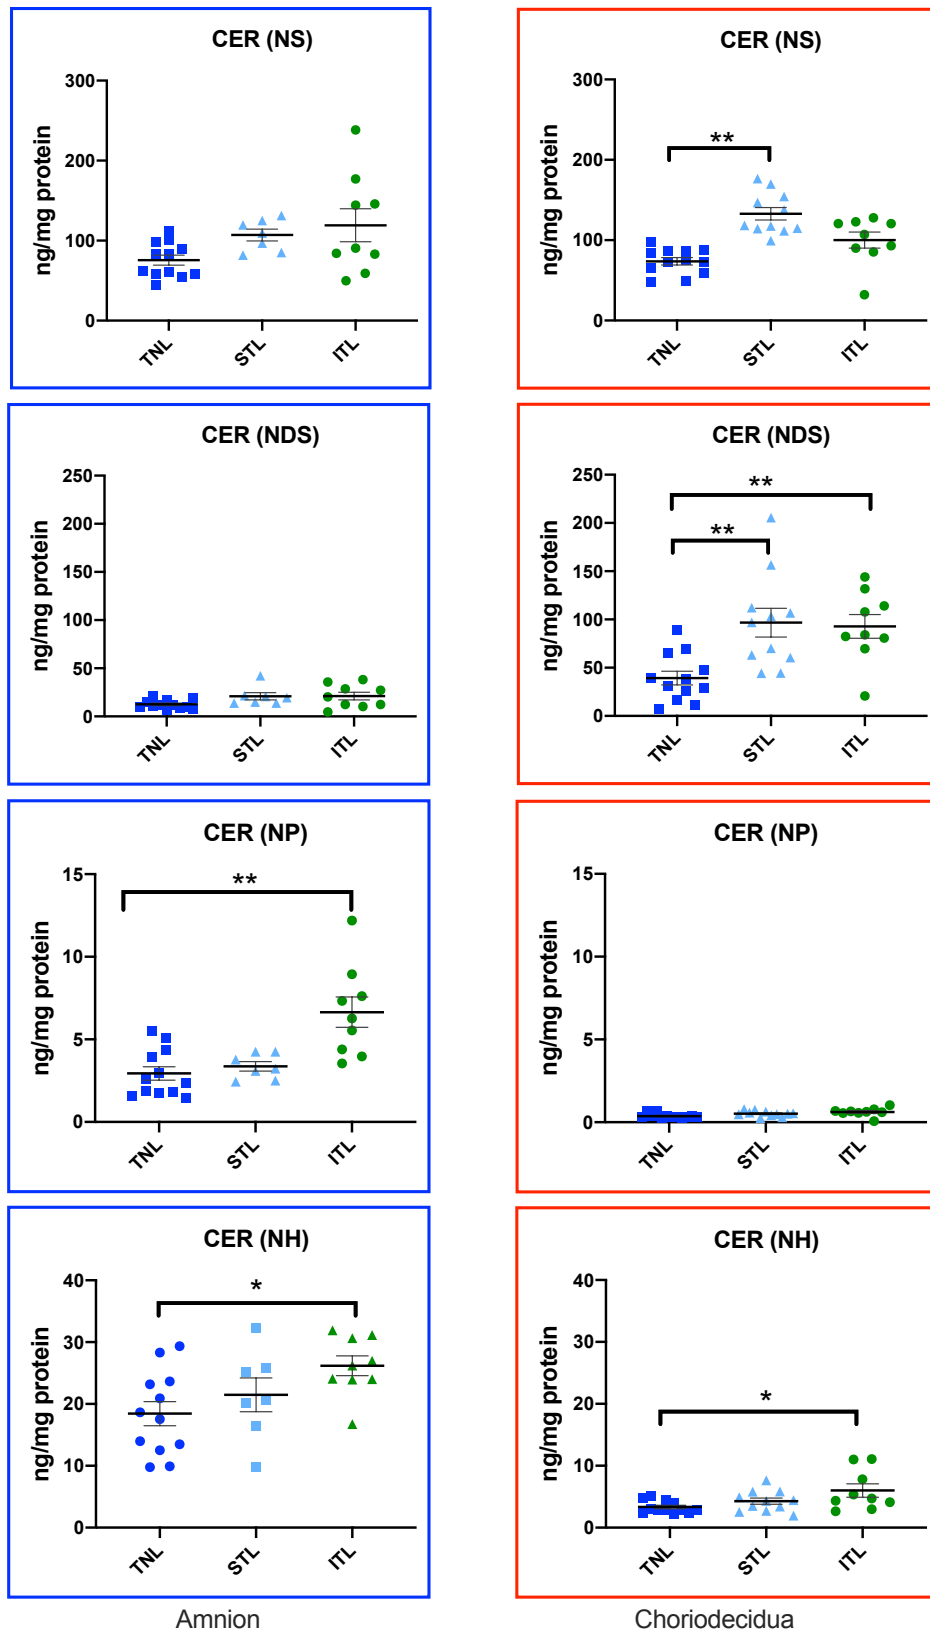 CER (NS)
ng/mg protein
300
200
100
0
TNL
STL
ITL
CER (NS)
ng/mg protein
300
200
100
0
**
TNL
STL
ITL
CER (NDS)
ng/mg protein
250
200
150
100
50
0
TNL
STL
ITL
CER (NDS)
ng/mg protein
250
200
150
100
50
0
**
**
TNL
STL
ITL
CER (NP)
ng/mg protein
15
10
5
0
**
TNL
STL
ITL
CER (NP)
ng/mg protein
15
10
5
0
TNL
STL
ITL
CER (NH)
ng/mg protein
40
30
20
10
0
*
TNL
STL
ITL
CER (NH)
ng/mg protein
40
30
20
10
0
*
TNL
STL
ITL
Amnion
Choriodecidua